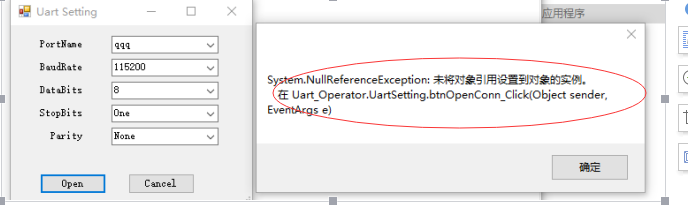 Uart Setting
PortName qqq
BaudRate 115200
DataBits 8
StopBits One
Parity None
Open Cancel
应用程序
System.NullReferenceException: 未将对象引用设置到对象的实例。
在 Uart_Operator.UartSetting.btnOpenConn_Click(Object sender,
EventArgs e)
确定